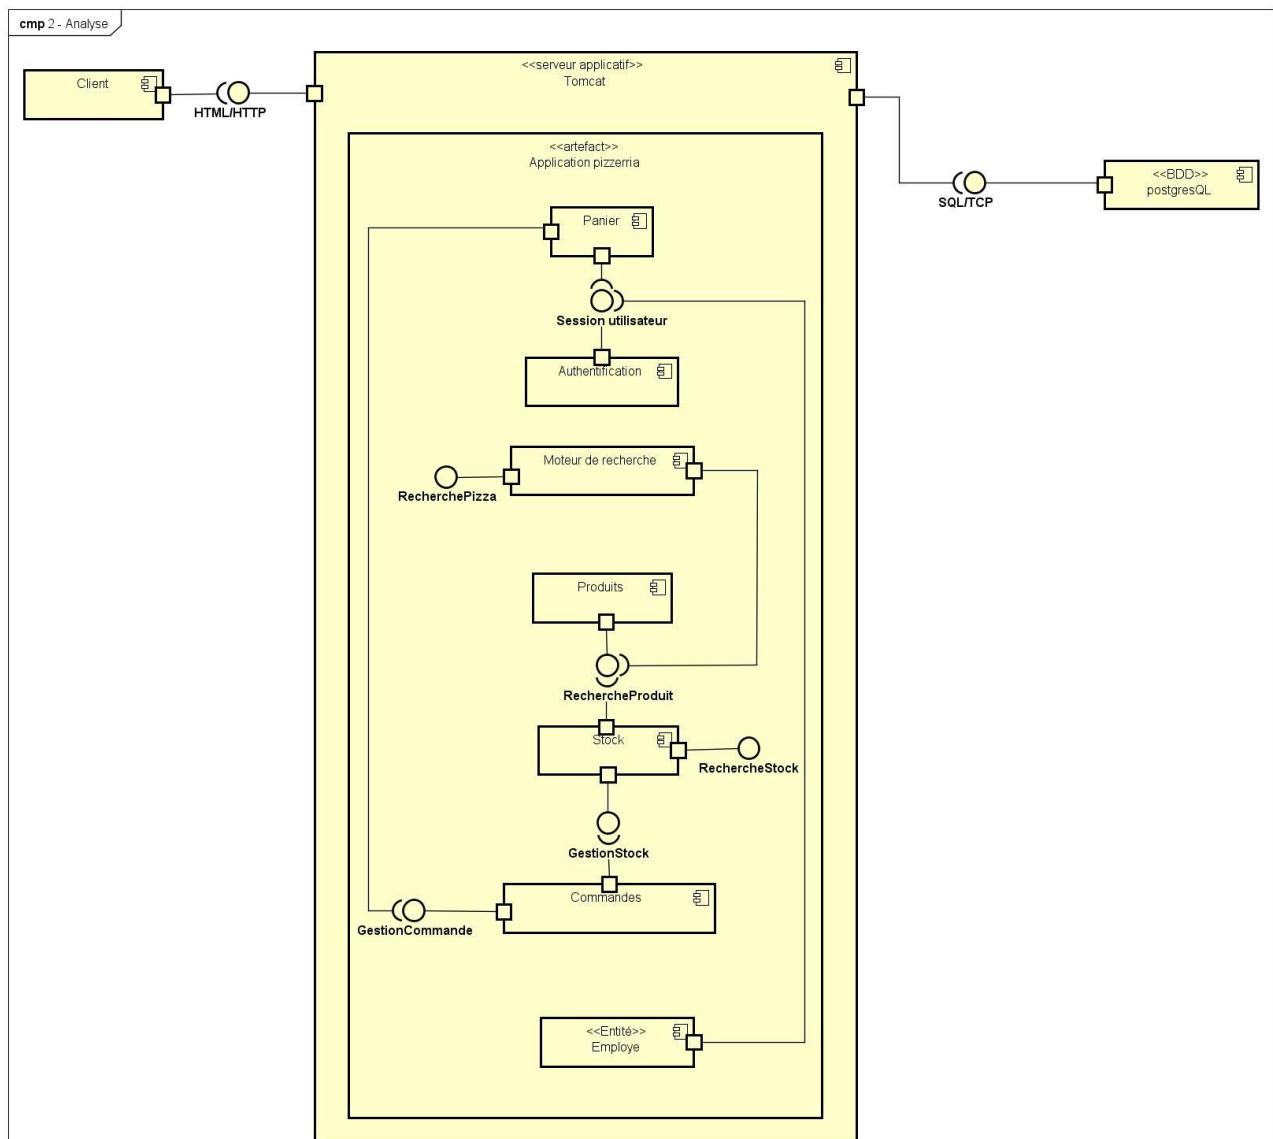 cmp 2 - Analyse
<<serveur applicatif>>
Tomcat
Client
HTML/HTTP
<<artefact>>
Application pizzerria
<<BDD>>
postgresQL
SQL/TCP
Panier
Session utilisateur
Authentification
Moteur de recherche
RecherchePizza
Produits
RechercheProduit
Stock
RechercheStock
GestionStock
Commandes
GestionCommande
<<Entité>>
Employe